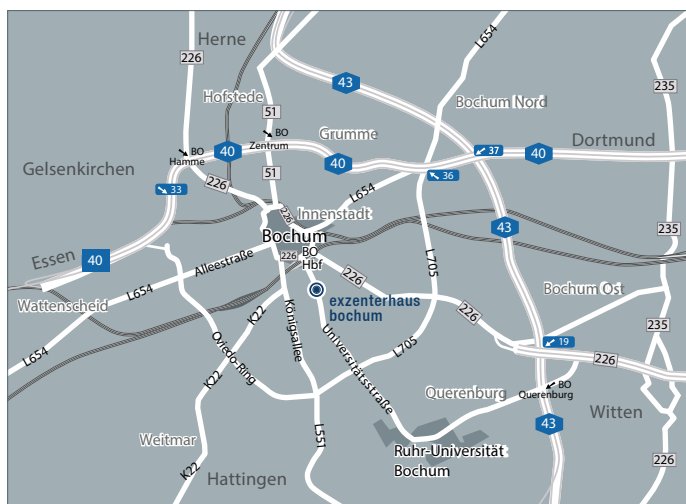 Herne
226
L654
43
235
Hofstede
51
Bochum Nord
BO
Zentrum
Grumme
BO
Hamme
40
40
37
Dortmund
40
Gelsenkirchen
33
226
51
36
L654
226
Innenstadt
43
235
Bochum
BO
Hbf
226
Essen
40
Alleestraße
L705
226
Bochum Ost
L654
Wattenscheid
exzenterhaus
bochum
K22
Königsallee
235
L654
Oviedo-Ring
Universitätsstraße
L705
19
226
K22
Querenburg
BO
Querenburg
Witten
43
Weitmar
L551
Ruhr-Universität
Bochum
226
K22
Hattingen